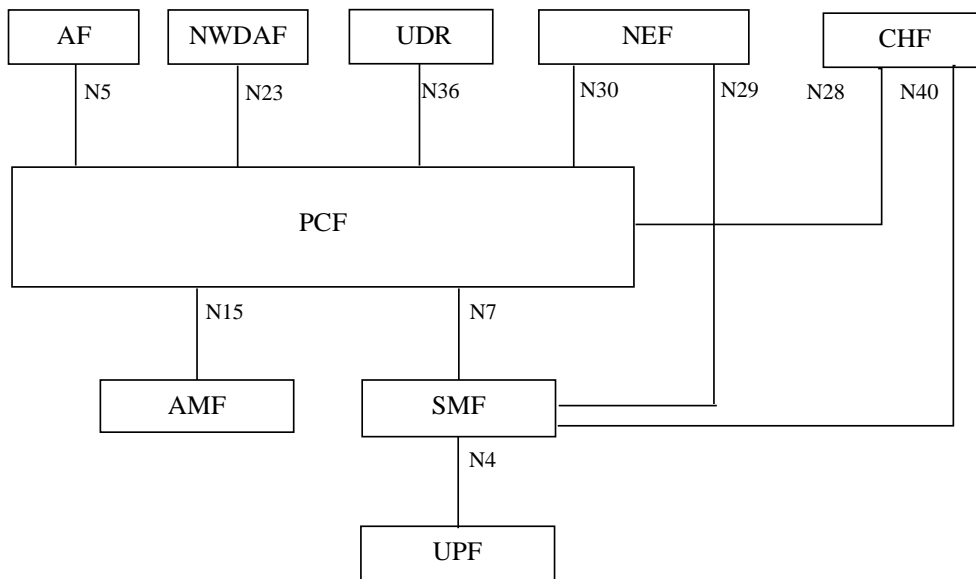 AF
NWDAF
UDR
NEF
CHF
N5
N23
N36
N30
N29
N28
N40
PCF
N15
N7
AMF
SMF
N4
UPF